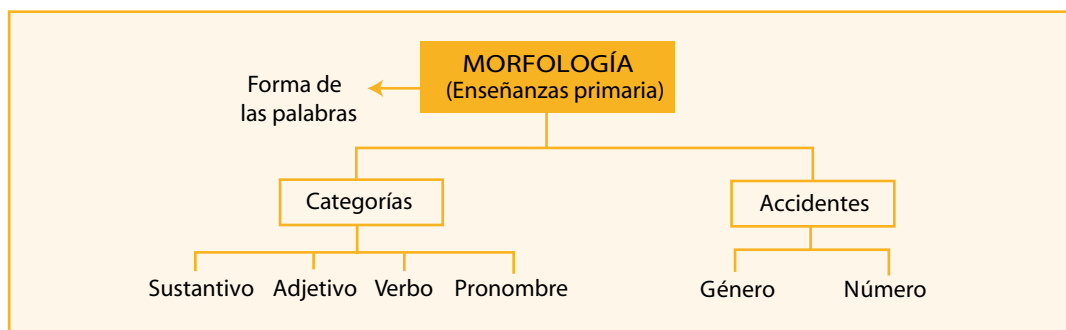 MORFOLOGÍA
(Enseñanzas primaria)
Forma de
las palabras
Categorías
Accidentes
Sustantivo Adjetivo Verbo Pronombre
Género Número